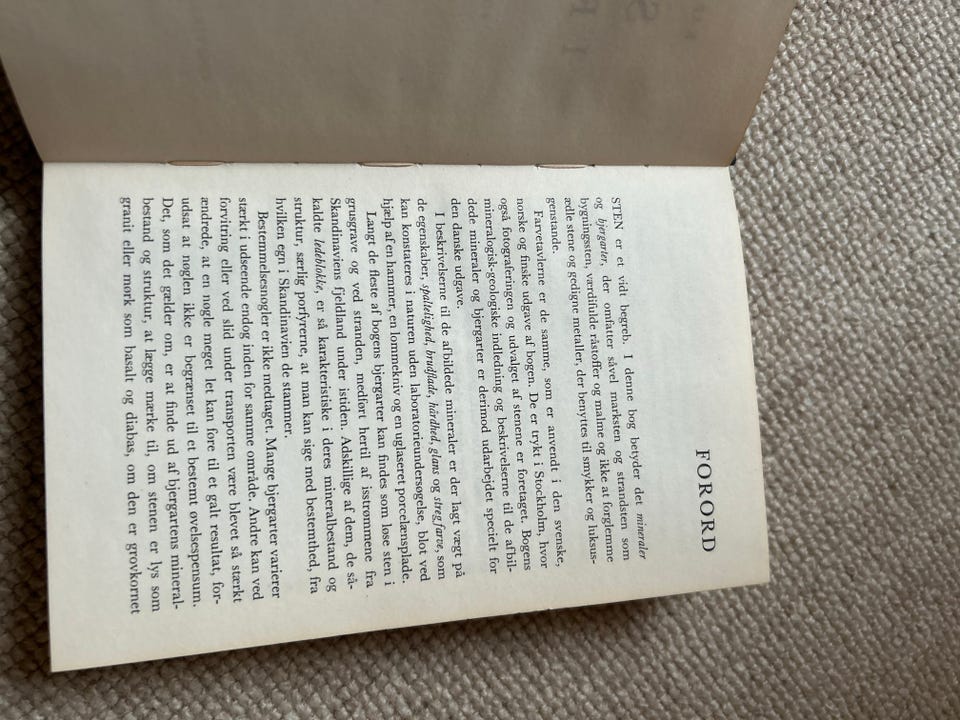 FORORD
STEN er et vidt begreb. I denne bog betyder det mineraler
og bjergarter, der omfatter såvel marksten og strandsten som
bygningssten, værdifulde råstoffer og malme og ikke at forglemme
ædle stene og gedigne metaller, der benyttes til smykker og luksus-
genstande.
Farvetavlerne er de samme, som er anvendt i den svenske,
norske og finske udgave af bogen. De er trykt i Stockholm, hvor
også fotograferingen og udvalget af stenene er foretaget. Bogens
mineralogisk-geologiske indledning og beskrivelserne til de afbil-
dede mineraler og bjergarter er derimod udarbejdet specielt for
den danske udgave.
I beskrivelserne til de afbildede mineraler er der lagt vægt på
de egenskaber, spaltelighed, brudflade, hårdhed, glans og stregfarve, som
kan konstateres i naturen uden laboratorieundersøgelse, blot ved
hjælp af en hammer, en lommekniv og en uglaseret porcelænsplade.
Langt de fleste af bogens bjergarter kan findes som løse sten i
grusgrave og ved stranden, medført hertil af isstrømmene fra
Skandinaviens fjeldland under istiden. Adskillige af dem, de så-
kaldte ledeblokke, er så karakteristiske i deres mineralbestand og
struktur, særlig porfyrerne, at man kan sige med bestemthed, fra
hvilken egn i Skandinavien de stammer.
Bestemmelsesnøgler er ikke medtaget. Mange bjergarter varierer
stærkt i udseende endog inden for samme område. Andre kan ved
forvitring eller ved slid under transporten være blevet så stærkt
ændrede, at en nøgle meget let kan føre til et galt resultat, for-
udsat at nøglen ikke er begrænset til et bestemt øvelsespensum.
Det, som det gælder om, er at finde ud af bjergartens mineral-
bestand og struktur, at lægge mærke til, om stenen er lys som
granit eller mørk som basalt og diabas, om den er grovkornet